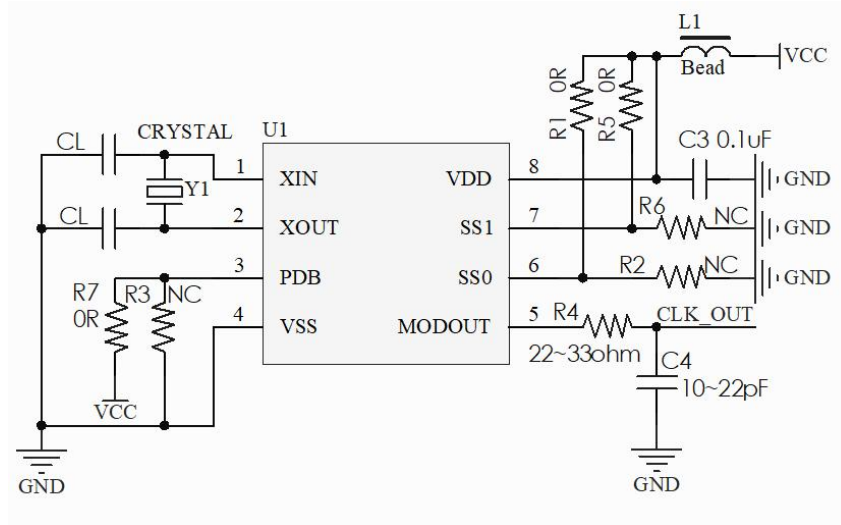 L1
VCC
Bead
0R
0R
R1
R5
CL
CRYSTAL
U1
C3 0.1uF
1
XIN
VDD
8
GND
Y1
CL
2
XOUT
SS1
7
R6
NC
GND
3
PDB
SS0
6
R2
NC
GND
R7
R3
NC
0R
4
VSS
MODOUT
5
R4
CLK_OUT
22~33ohm
C4
10~22pF
VCC
GND
GND